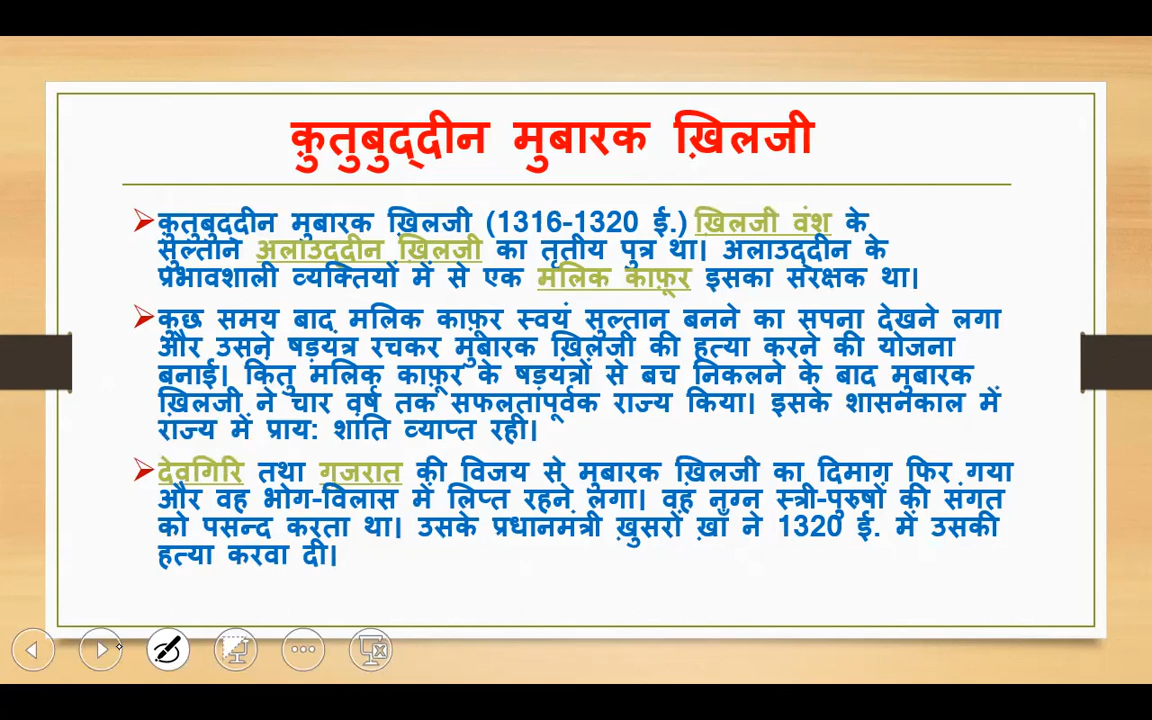 क़ुतुबुद्दीन मुबारक ख़िलजी
क़ुतुबुद्दीन मुबारक ख़िलजी (1316-1320 ई.) ख़िलजी वंश के
सुल्तान अलाउद्दीन ख़िलजी का तृतीय पुत्र था। अलाउद्दीन के
प्रभावशाली व्यक्तियों में से एक मलिक काफ़ूर इसका संरक्षक था।
कुछ समय बाद मलिक काफ़ूर स्वयं सुल्तान बनने का सपना देखने लगा
और उसने षड़यंत्र रचकर मुबारक ख़िलजी की हत्या करने की योजना
बनाई। किंतु मलिक काफ़ूर के षड़यंत्रों से बच निकलने के बाद मुबारक
ख़िलजी ने चार वर्ष तक सफलतापूर्वक राज्य किया। इसके शासनकाल में
राज्य में प्राय: शांति व्याप्त रही।
देवगिरि तथा गुजरात की विजय से मुबारक ख़िलजी का दिमाग फिर गया
और वह भोग-विलास में लिप्त रहने लगा। वह नग्न स्त्री-पुरुषों की संगत
को पसन्द करता था। उसके प्रधानमंत्री ख़ुसरों ख़ाँ ने 1320 ई. में उसकी
हत्या करवा दी।